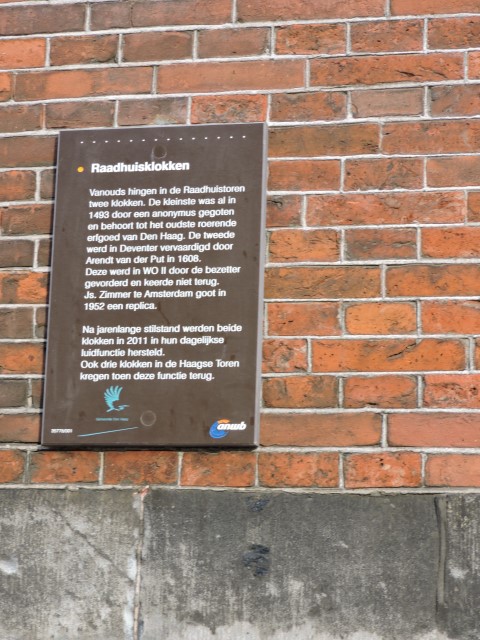 Raadhuisklokken
Vanouds hingen in de Raadhuistoren
twee klokken. De kleinste was al in
1493 door een anonymus gegoten
en behoort tot het oudste roerende
erfgoed van Den Haag. De tweede
werd in Deventer vervaardigd door
Arendt van der Put in 1608.
Deze werd in WO II door de bezetter
gevorderd en keerde niet terug.
Js. Zimmer te Amsterdam goot in
1952 een replica.
Na jarenlange stilstand werden beide
klokken in 2011 in hun dagelijkse
luidfunctie hersteld.
Ook drie klokken in de Haagse Toren
kregen toen deze functie terug.
anwb